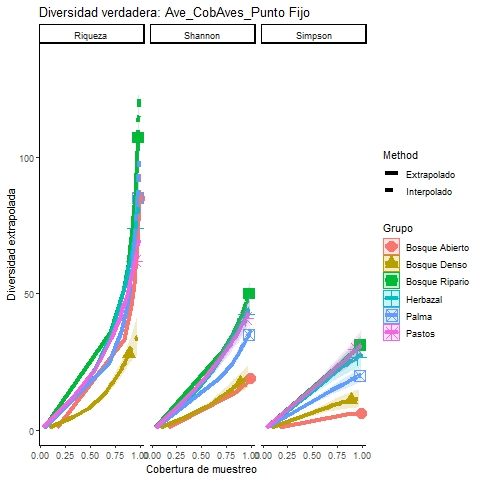 Diversidad verdadera: Ave_CobAves_Punto Fijo
Riqueza
Shannon
Simpson
Diversidad extrapolada
100
50
0
0.00 0.25 0.50 0.75 1.00
0.00 0.25 0.50 0.75 1.00
0.00 0.25 0.50 0.75 1.00
Cobertura de muestreo
Method
Extrapolado
Interpolado
Grupo
Bosque Abierto
Bosque Denso
Bosque Ripario
Herbazal
Palma
Pastos